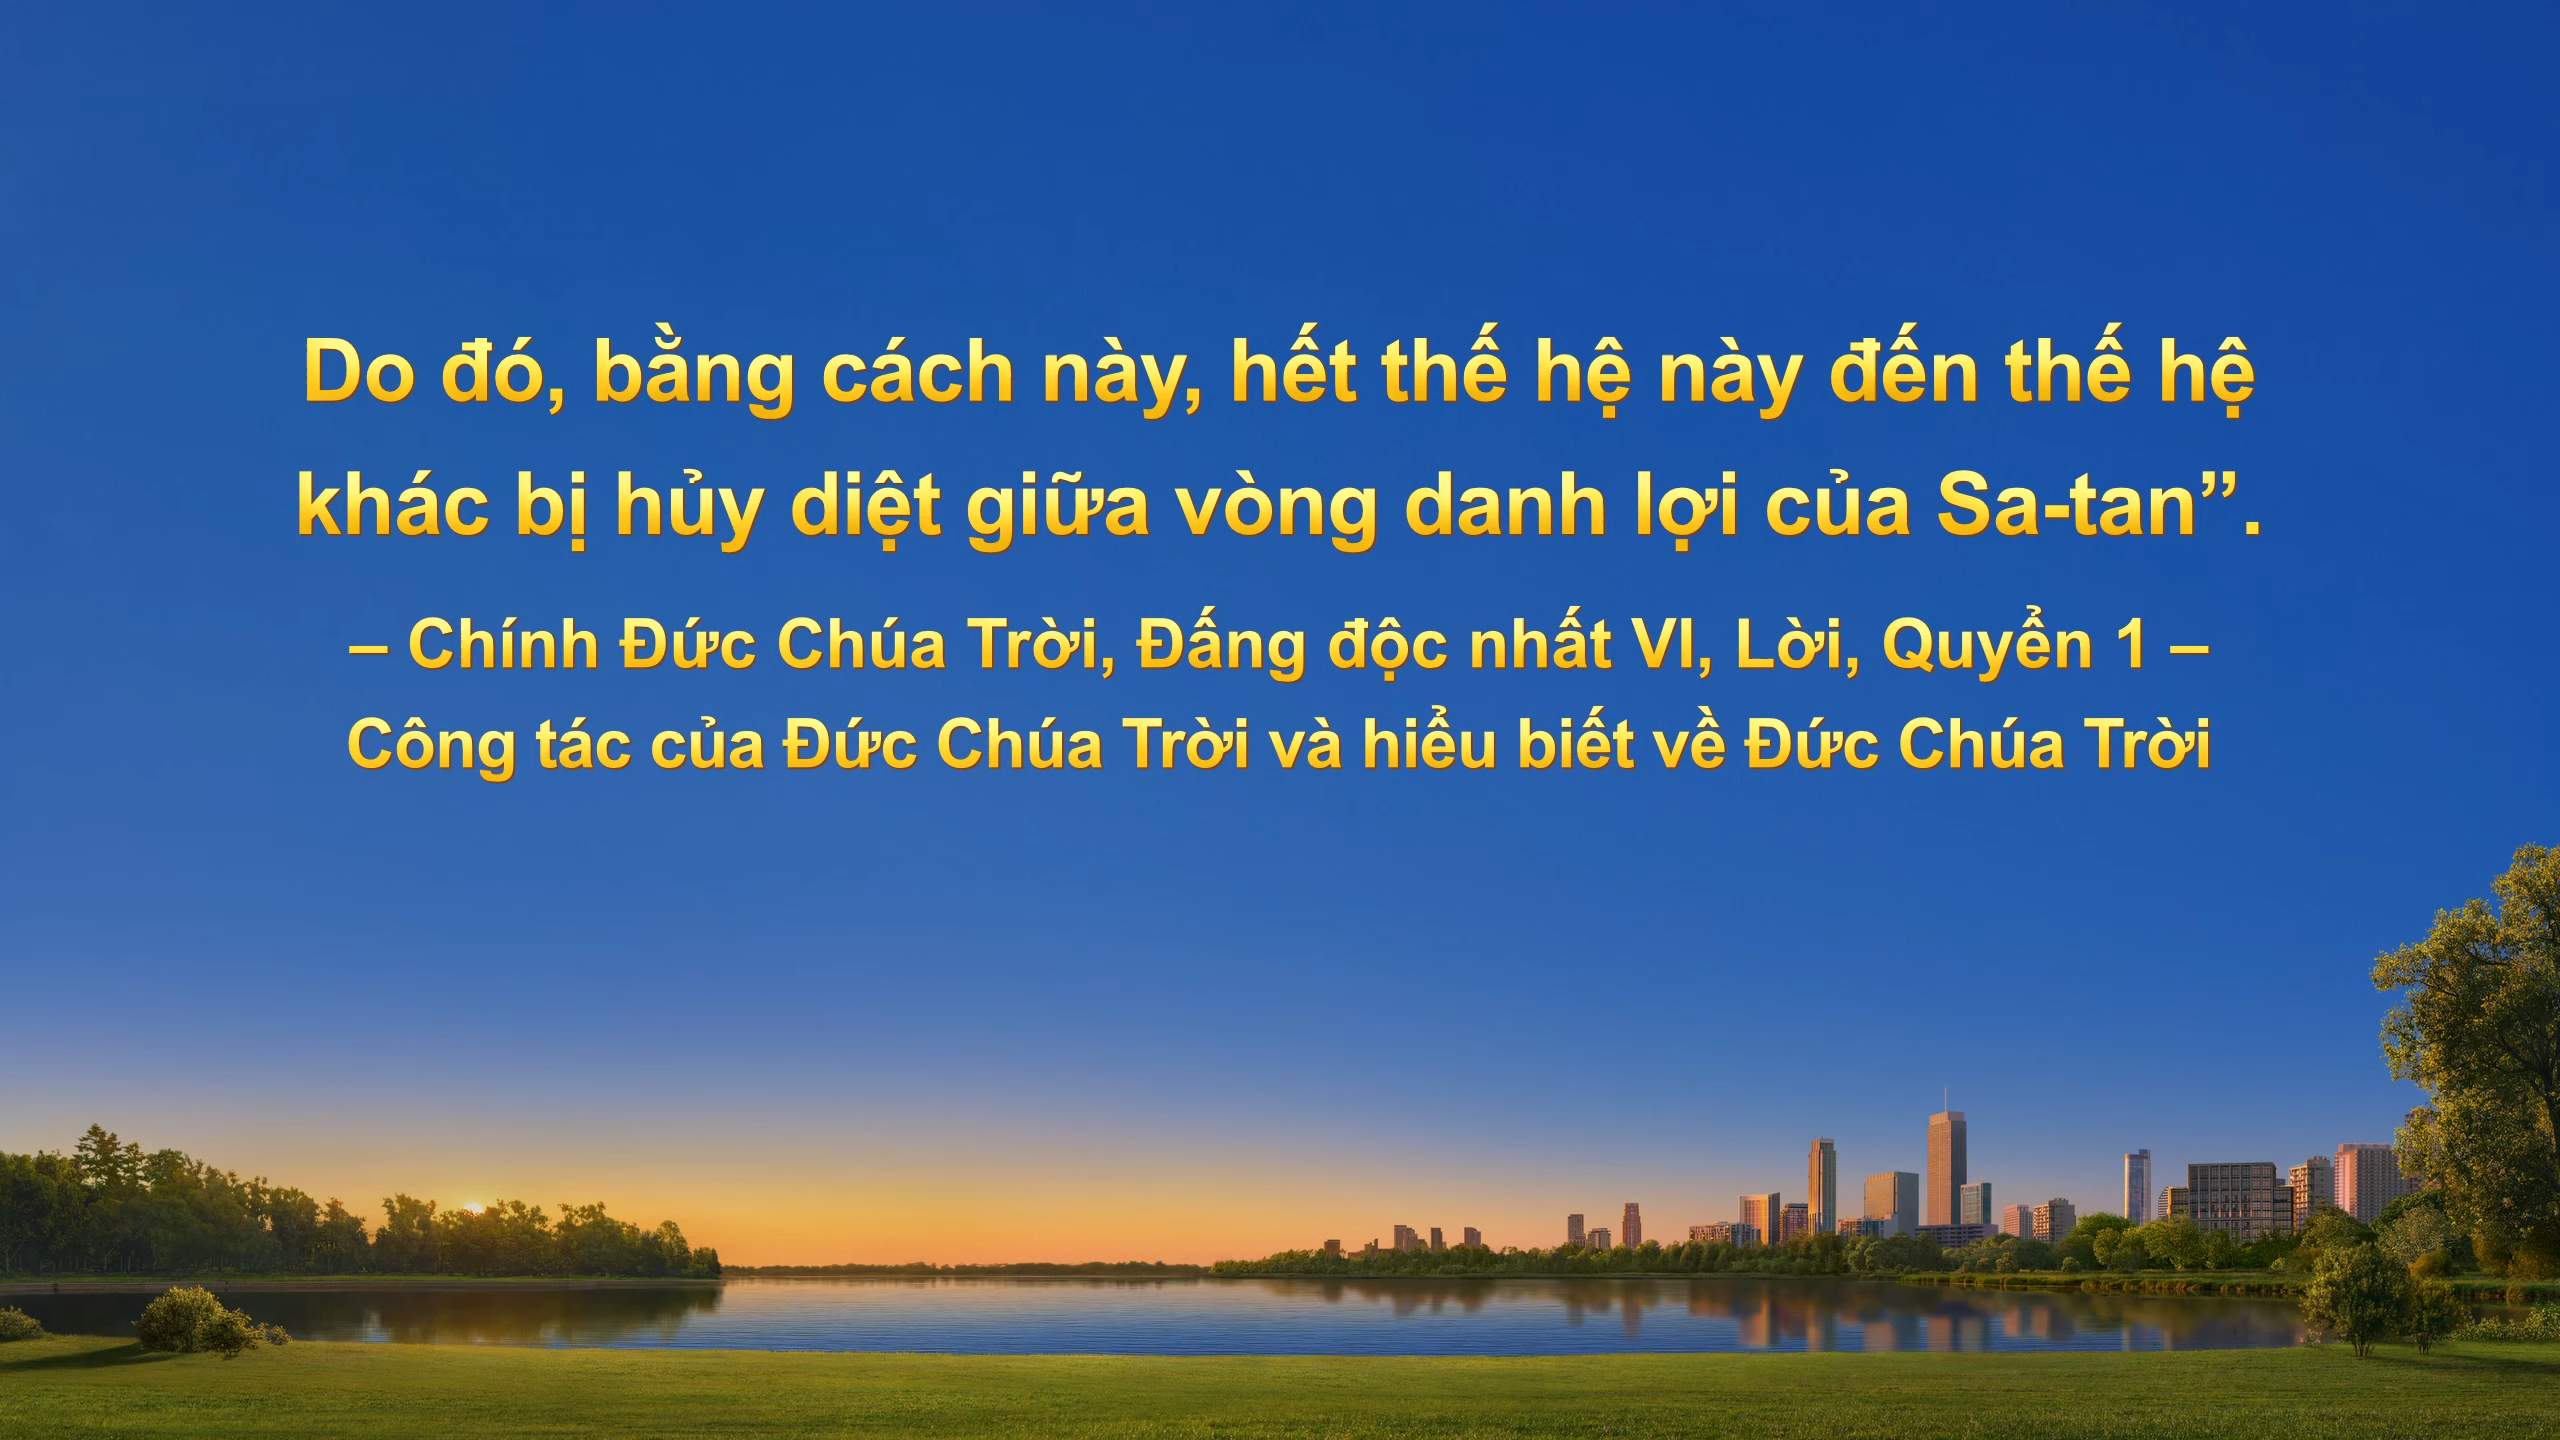 Do đó, bằng cách này, hết thế hệ này đến thế hệ
khác bị hủy diệt giữa vòng danh lợi của Sa-tan”.
– Chính Đức Chúa Trời, Đấng độc nhất VI, Lời, Quyển 1 –
Công tác của Đức Chúa Trời và hiểu biết về Đức Chúa Trời